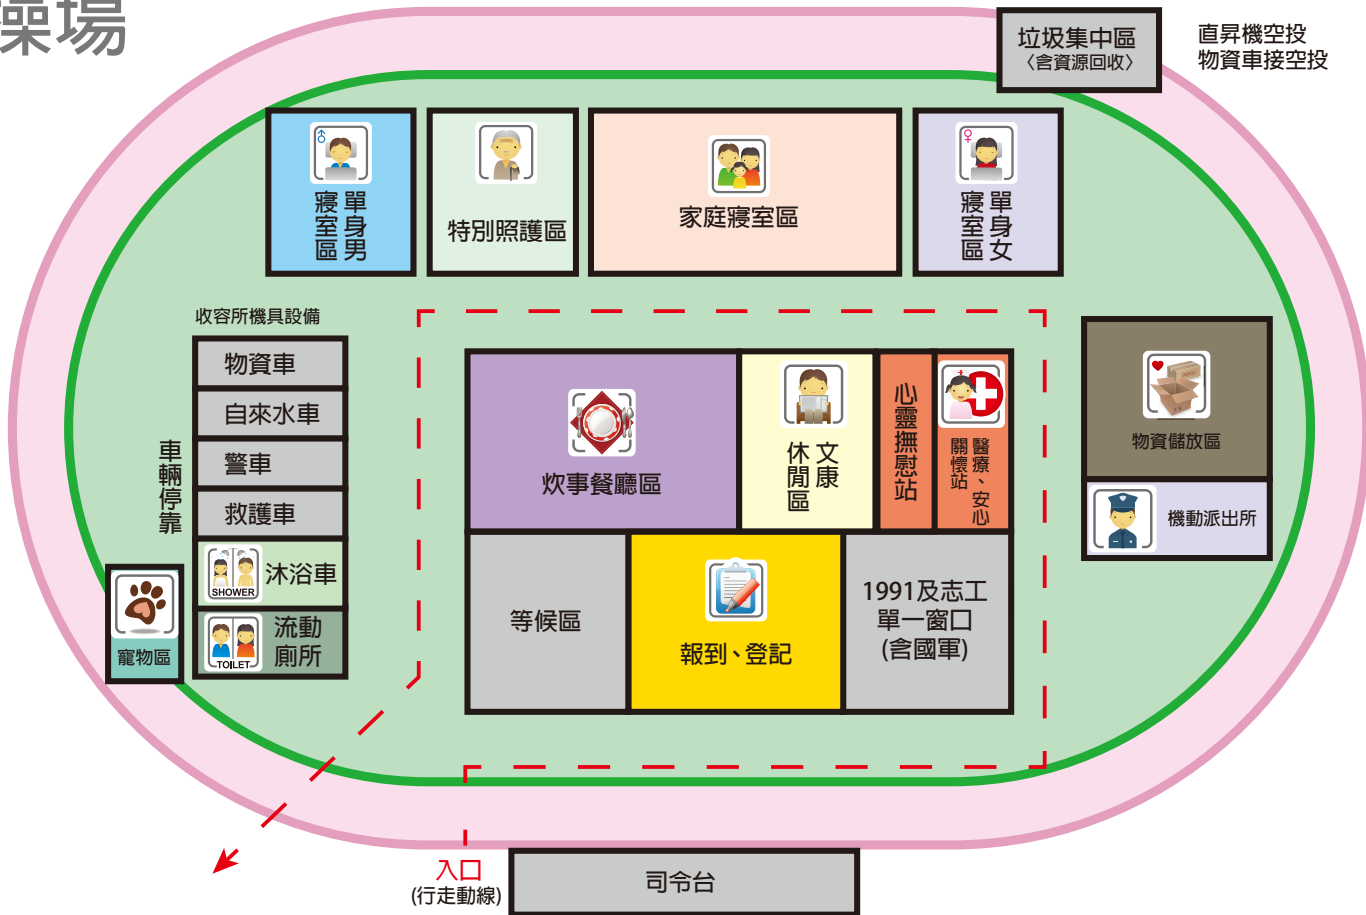 操場
垃圾集中區
〈含資源回收〉
直昇機空投
物資車接空投
單身男
寢室區
特別照護區
家庭寢室區
單身女
寢室區
收容所機具設備
物資車
自來水車
警車
救護車
SHOWER
沐浴車
TOILET
流動
廁所
車輛停靠
寵物區
炊事餐廳區
文康
休閒區
心靈撫慰站
醫療、安心
關懷站
等候區
報到、登記
1991及志工
單一窗口
(含國軍)
物資儲放區
機動派出所
入口
(行走動線)
司令台